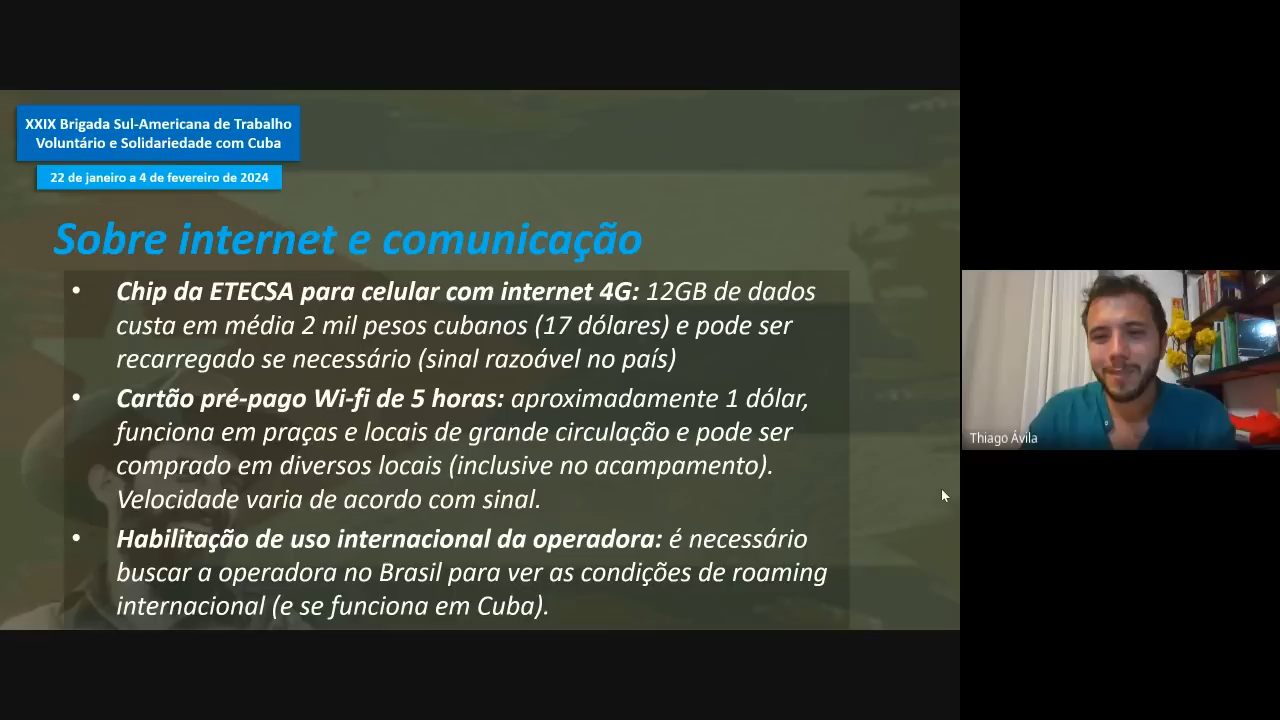 XXIX Brigada Sul-Americana de Trabalho
Voluntário e Solidariedade com Cuba
22 de janeiro a 4 de fevereiro de 2024
Sobre internet e comunicação
• Chip da ETECSA para celular com internet 4G: 12GB de dados
custa em média 2 mil pesos cubanos (17 dólares) e pode ser
recarregado se necessário (sinal razoável no país)
• Cartão pré-pago Wi-fi de 5 horas: aproximadamente 1 dólar,
funciona em praças e locais de grande circulação e pode ser
comprado em diversos locais (inclusive no acampamento).
Velocidade varia de acordo com sinal.
• Habilitação de uso internacional da operadora: é necessário
buscar a operadora no Brasil para ver as condições de roaming
internacional (e se funciona em Cuba).
Thiago Ávila